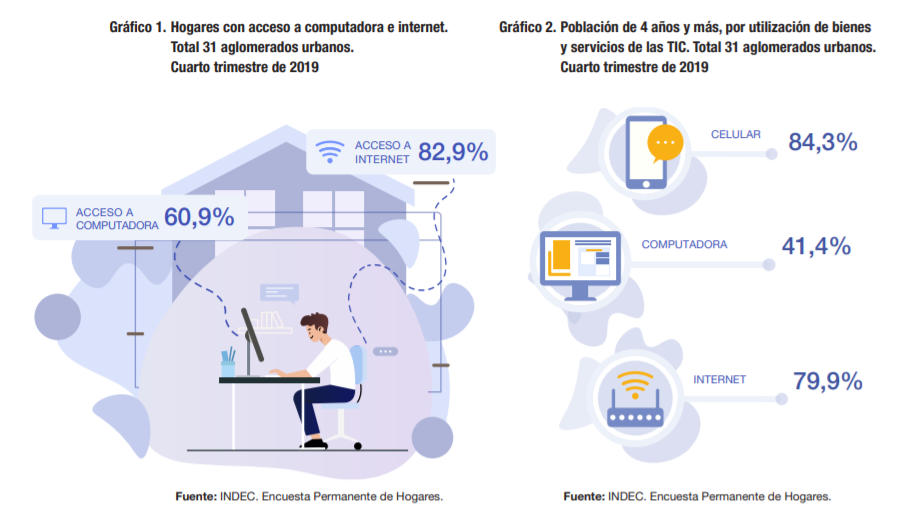 Gráfico 1. Hogares con acceso a computadora e internet.
Total 31 aglomerados urbanos.
Cuarto trimestre de 2019
ACCESO A
INTERNET 82,9%
ACCESO A
COMPUTADORA 60,9%
Fuente: INDEC. Encuesta Permanente de Hogares.
Gráfico 2. Población de 4 años y más, por utilización de bienes
y servicios de las TIC. Total 31 aglomerados urbanos.
Cuarto trimestre de 2019
CELULAR 84,3%
COMPUTADORA 41,4%
INTERNET 79,9%
Fuente: INDEC. Encuesta Permanente de Hogares.